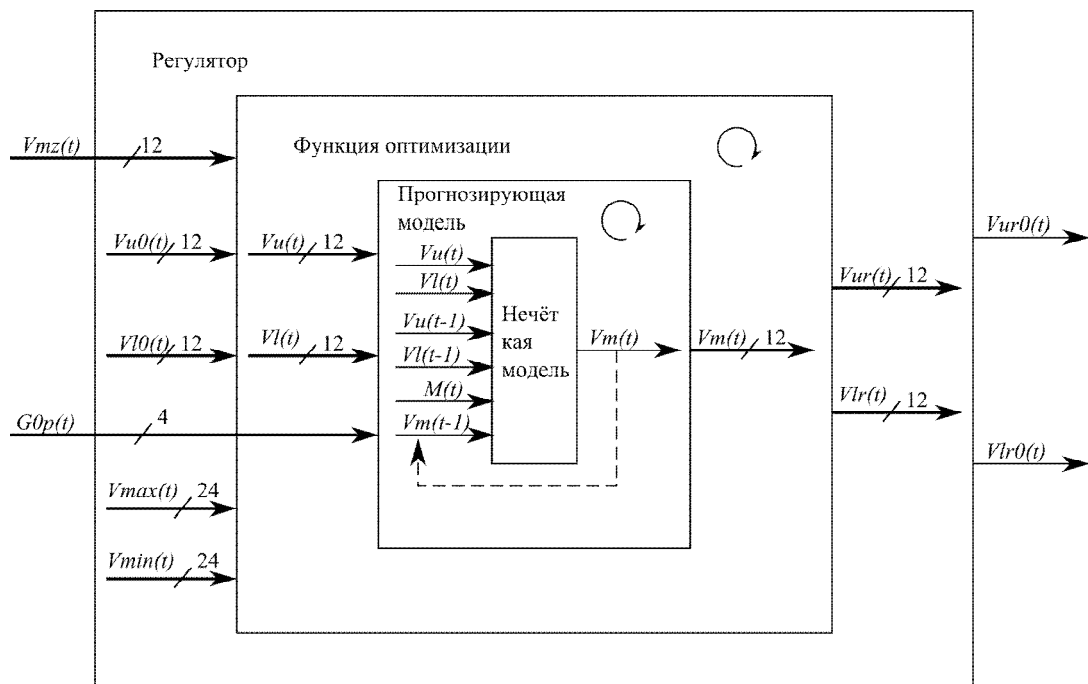 Регулятор
Vmz(t) 12
Функция оптимизации
Прогнозирующая
модель
Vu0(t) 12
Vu(t) 12
Vu(t)
Vl(t)
Vu(t-1)
Vl(t-1)
M(t)
Vm(t-1)
Нечёт
кая
модель
Vm(t)
Vm(t) 12
Vl0(t) 12
Vl(t) 12
G0p(t) 4
Vmax(t) 24
Vmin(t) 24
Vur(t) 12
Vlr(t) 12
Vur0(t)
Vlr0(t)